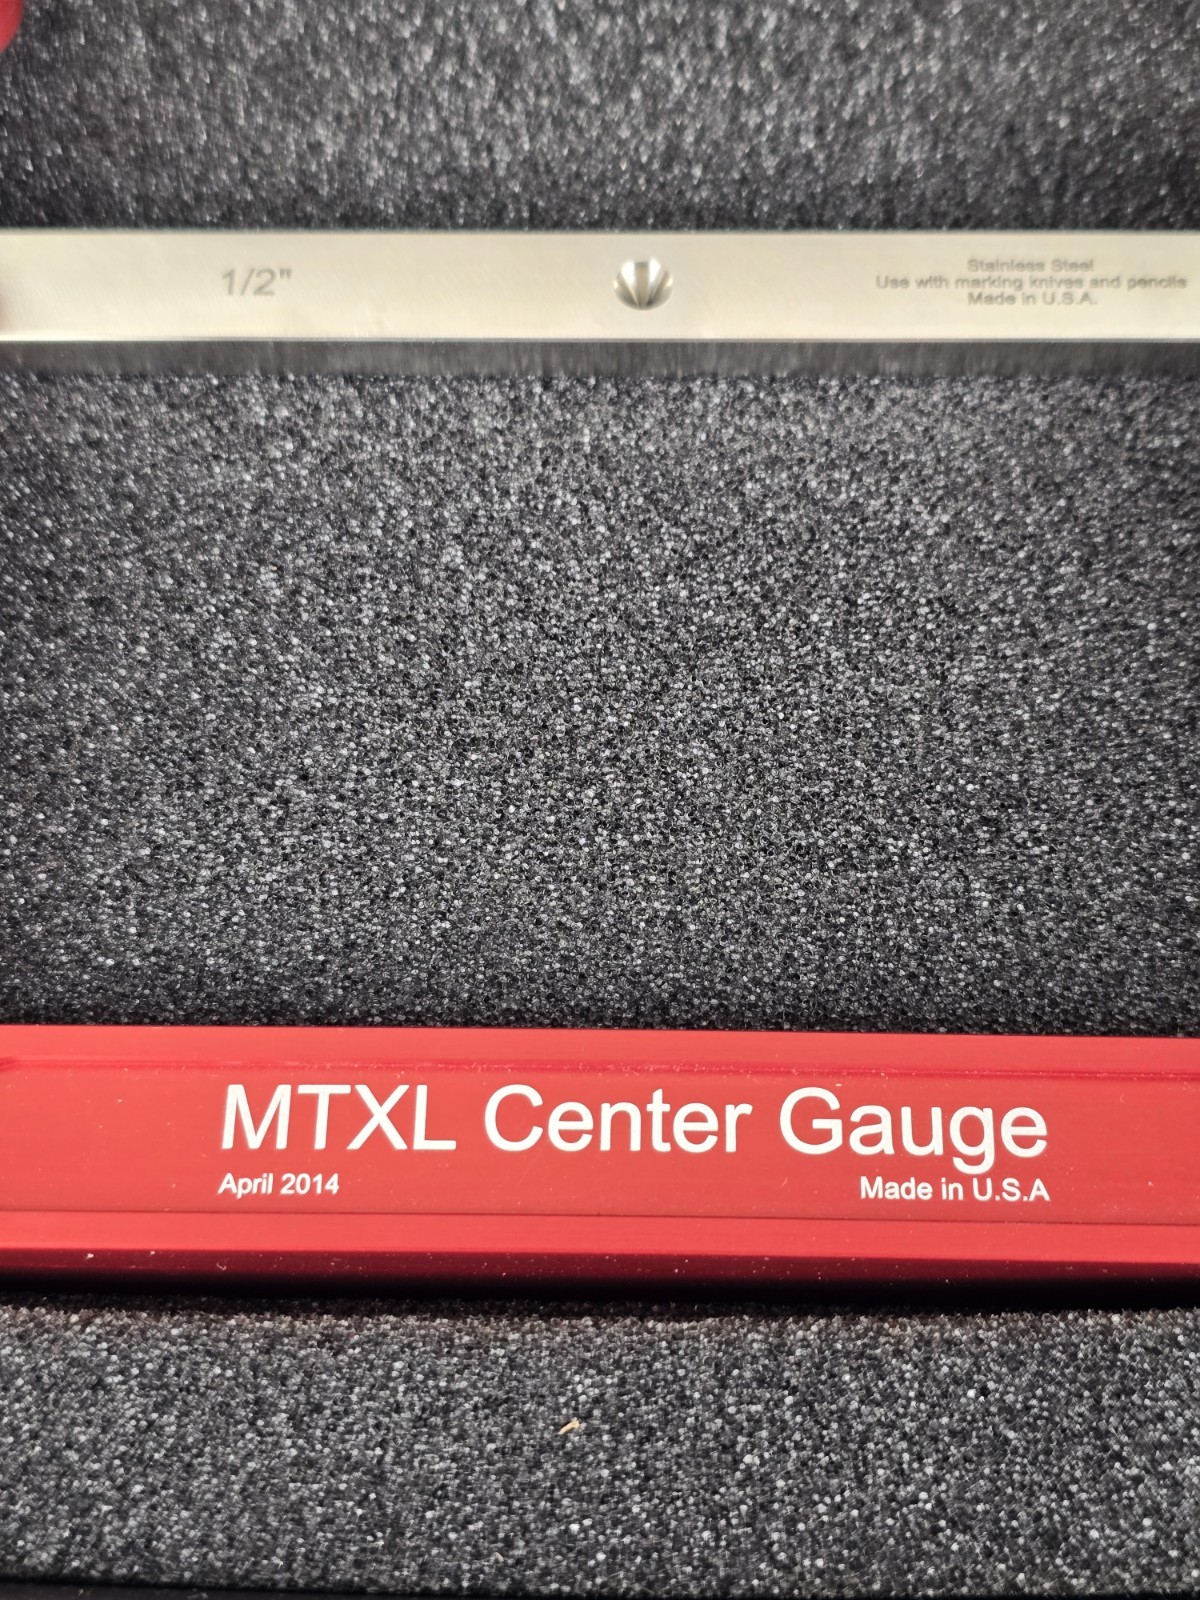 1/2"
Stainless Steel
Use with marking knives and pencils
Made in U.S.A.
MTXL Center Gauge
April 2014
Made in U.S.A